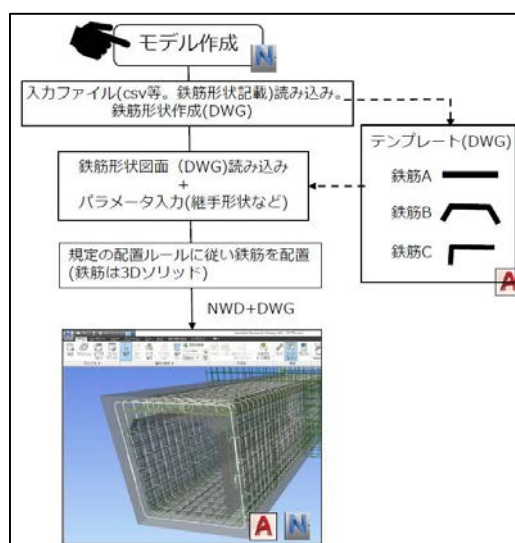 モデル作成
N
入力ファイル(csv等。鉄筋形状記載)読み込み。
鉄筋形状作成(DWG)
テンプレート(DWG)
鉄筋A
鉄筋B
鉄筋C
A
鉄筋形状図面（DWG)読み込み
+
パラメータ入力(継手形状など)
規定の配置ルールに従い鉄筋を配置
(鉄筋は3Dソリッド)
NWD+DWG
A N